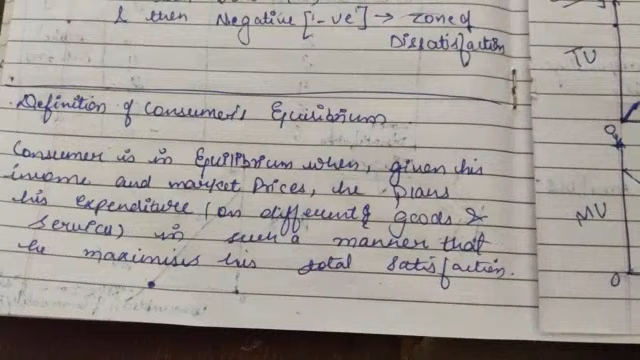 & then Negative [-ve] → zone of
Dissatisfaction
Definition of Consumer's Equilibrium
Consumer is in Equilibrium when, given his
income and market Prices, he plans
his expenditure (on different goods &
services) in such a manner that
he maximises his total satisfaction.
TU
MU
O